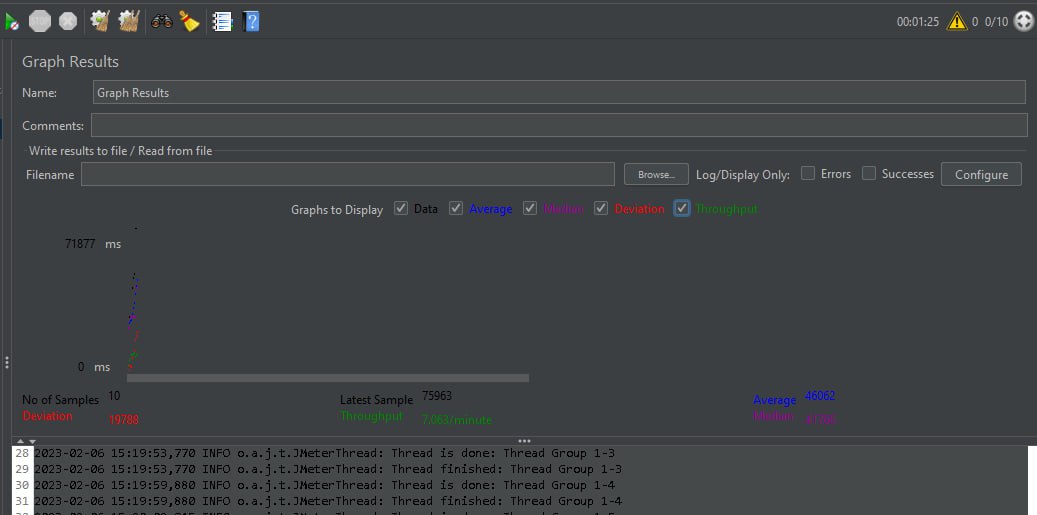 00:01:25 0 0/10
Graph Results
Name: Graph Results
Comments:
Write results to file / Read from file
Filename Browse... Log/Display Only: Errors Successes Configure
Graphs to Display Data Average Median Deviation Throughput
71877 ms
0 ms
No of Samples 10 Latest Sample 75963 Average 46062
Deviation 19788 Throughput 7.063/minute Median
28 2023-02-06 15:19:53,770 INFO o.a.j.t.JMeterThread: Thread is done: Thread Group 1-3
29 2023-02-06 15:19:53,770 INFO o.a.j.t.JMeterThread: Thread finished: Thread Group 1-3
30 2023-02-06 15:19:59,880 INFO o.a.j.t.JMeterThread: Thread is done: Thread Group 1-4
31 2023-02-06 15:19:59,880 INFO o.a.j.t.JMeterThread: Thread finished: Thread Group 1-4